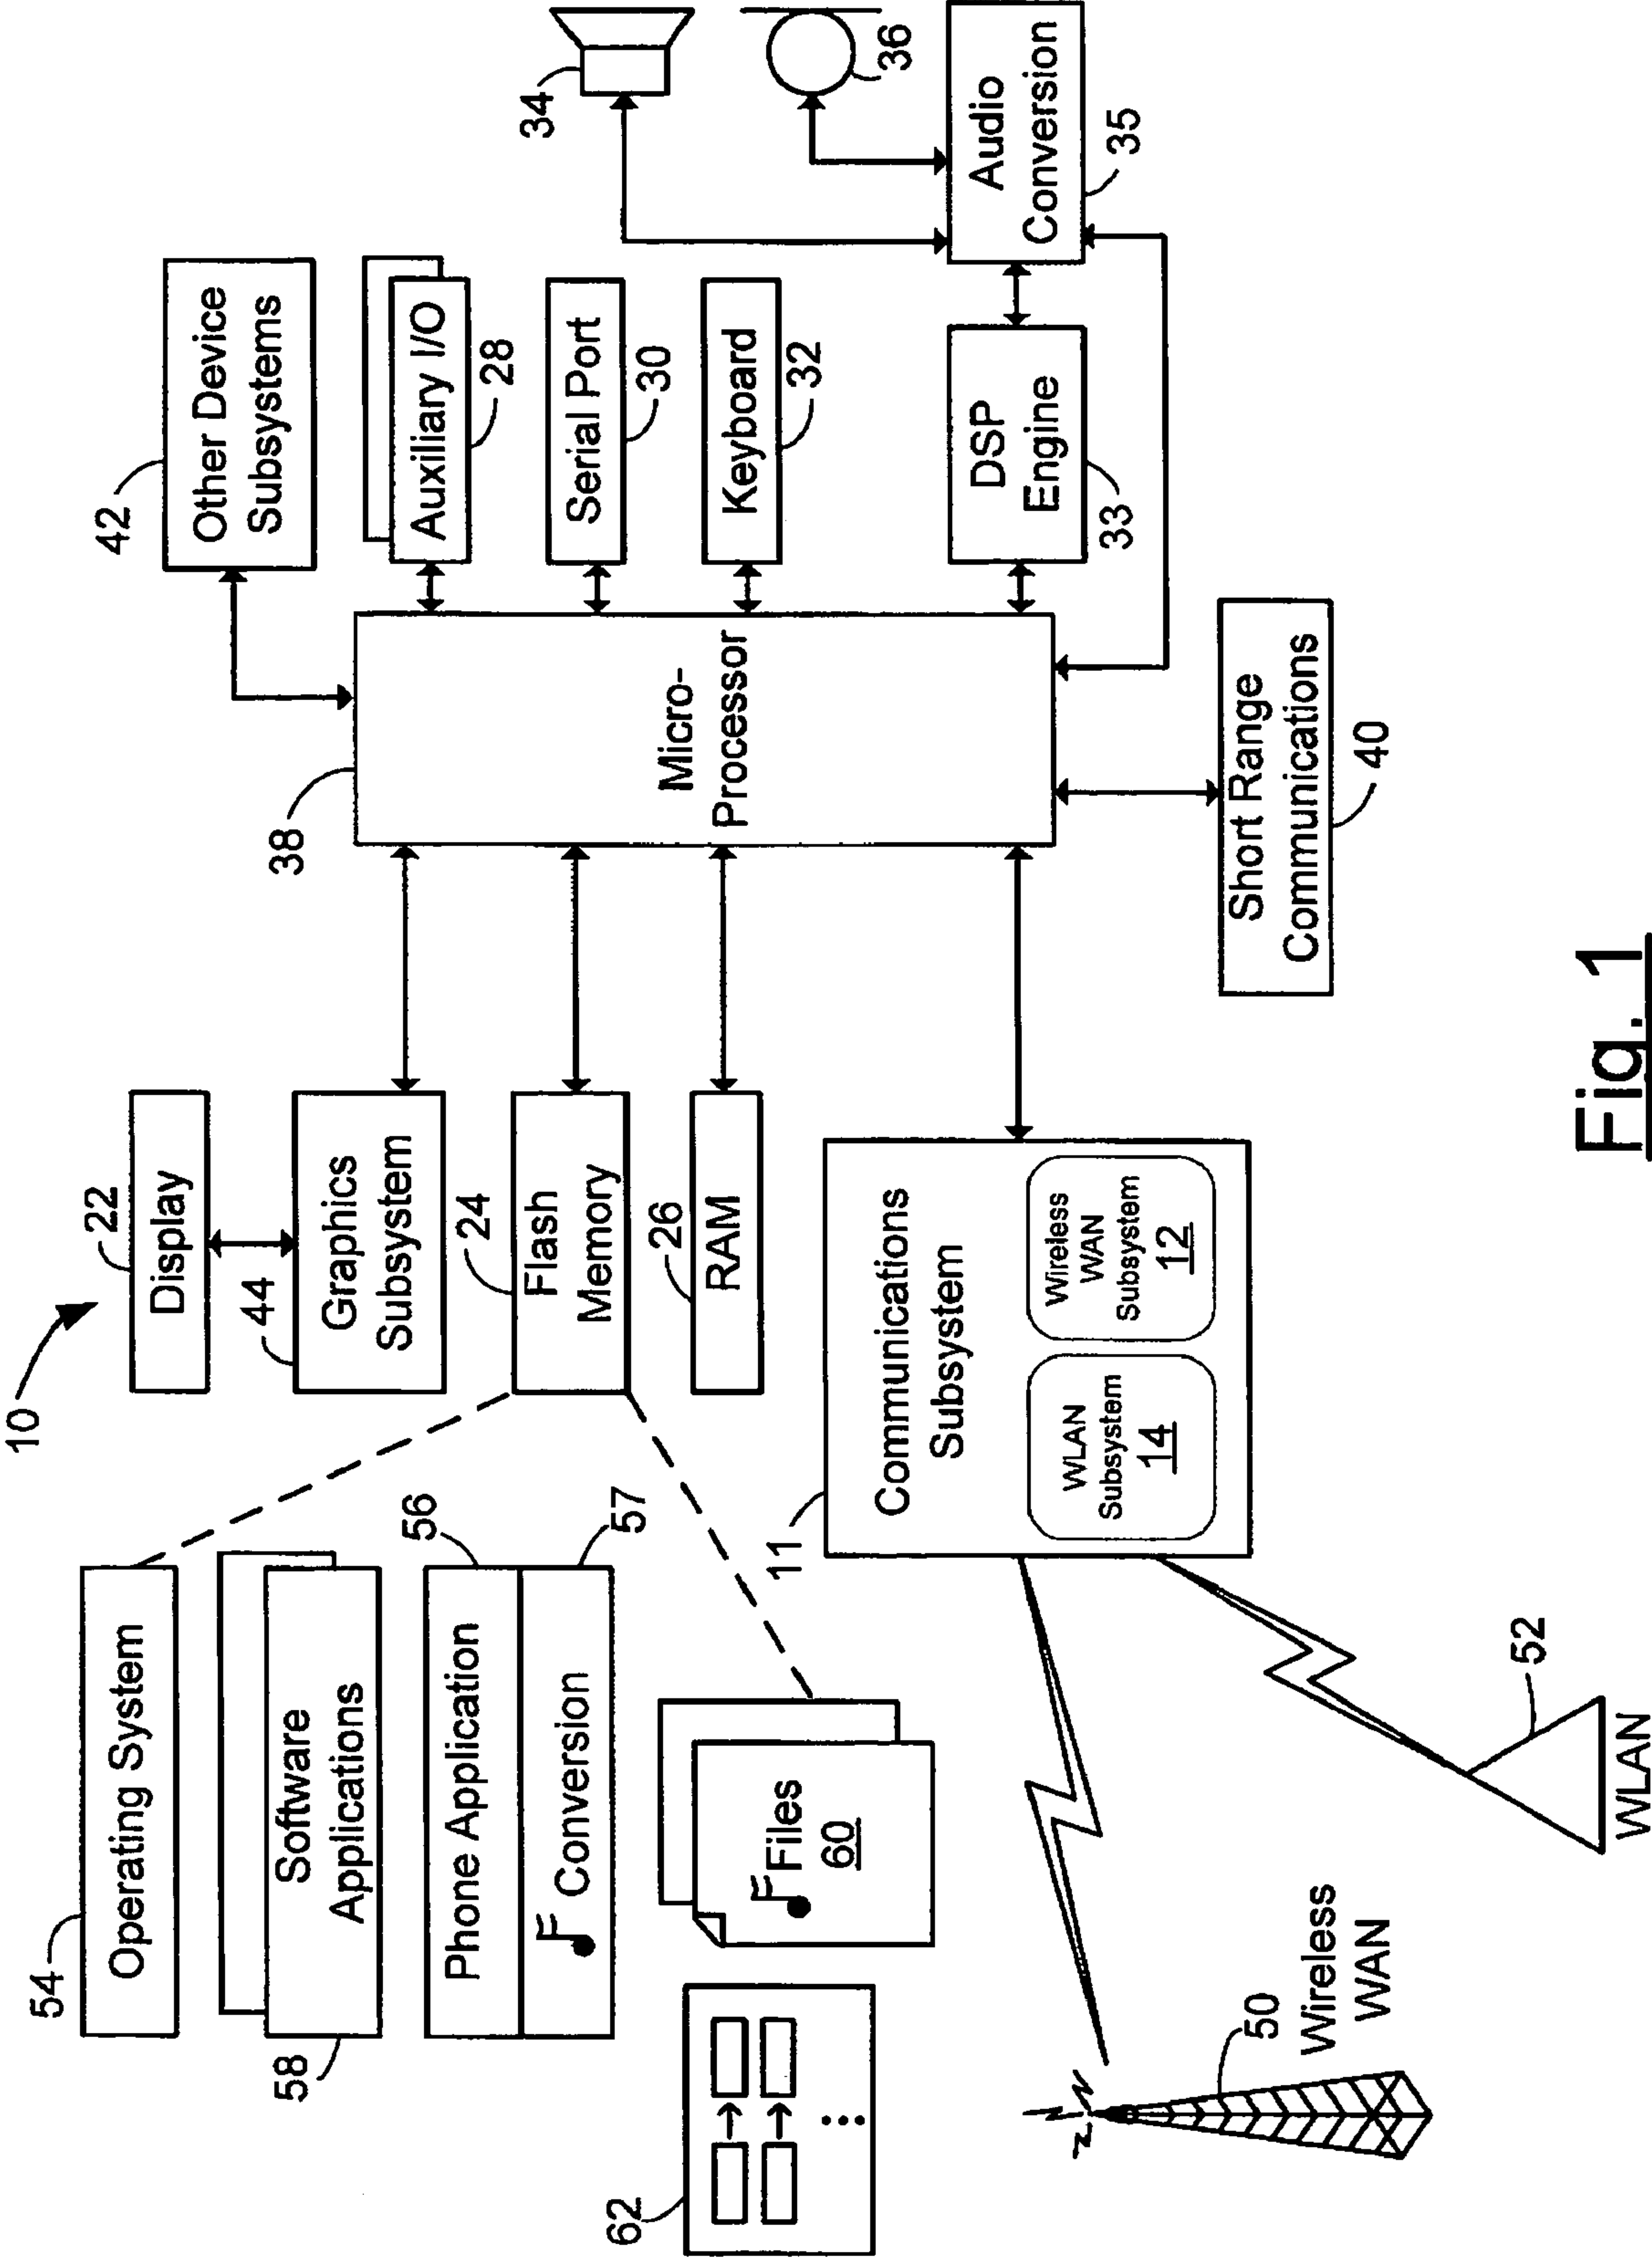 10
22
Display
44
Graphics
Subsystem
24
Flash
Memory
26
RAM
54
Operating System
58
Software
Applications
56
Phone Application
57
Conversion
Files
60
62
11
Communications
Subsystem
WLAN
Subsystem
14
Wireless
WAN
Subsystem
12
50
Wireless
WAN
52
WLAN
38
Micro-
Processor
42
Other Device
Subsystems
Auxiliary I/O
28
Serial Port
30
Keyboard
32
DSP
Engine
33
34
36
Audio
Conversion
35
Short Range
Communications
40
Fig. 1